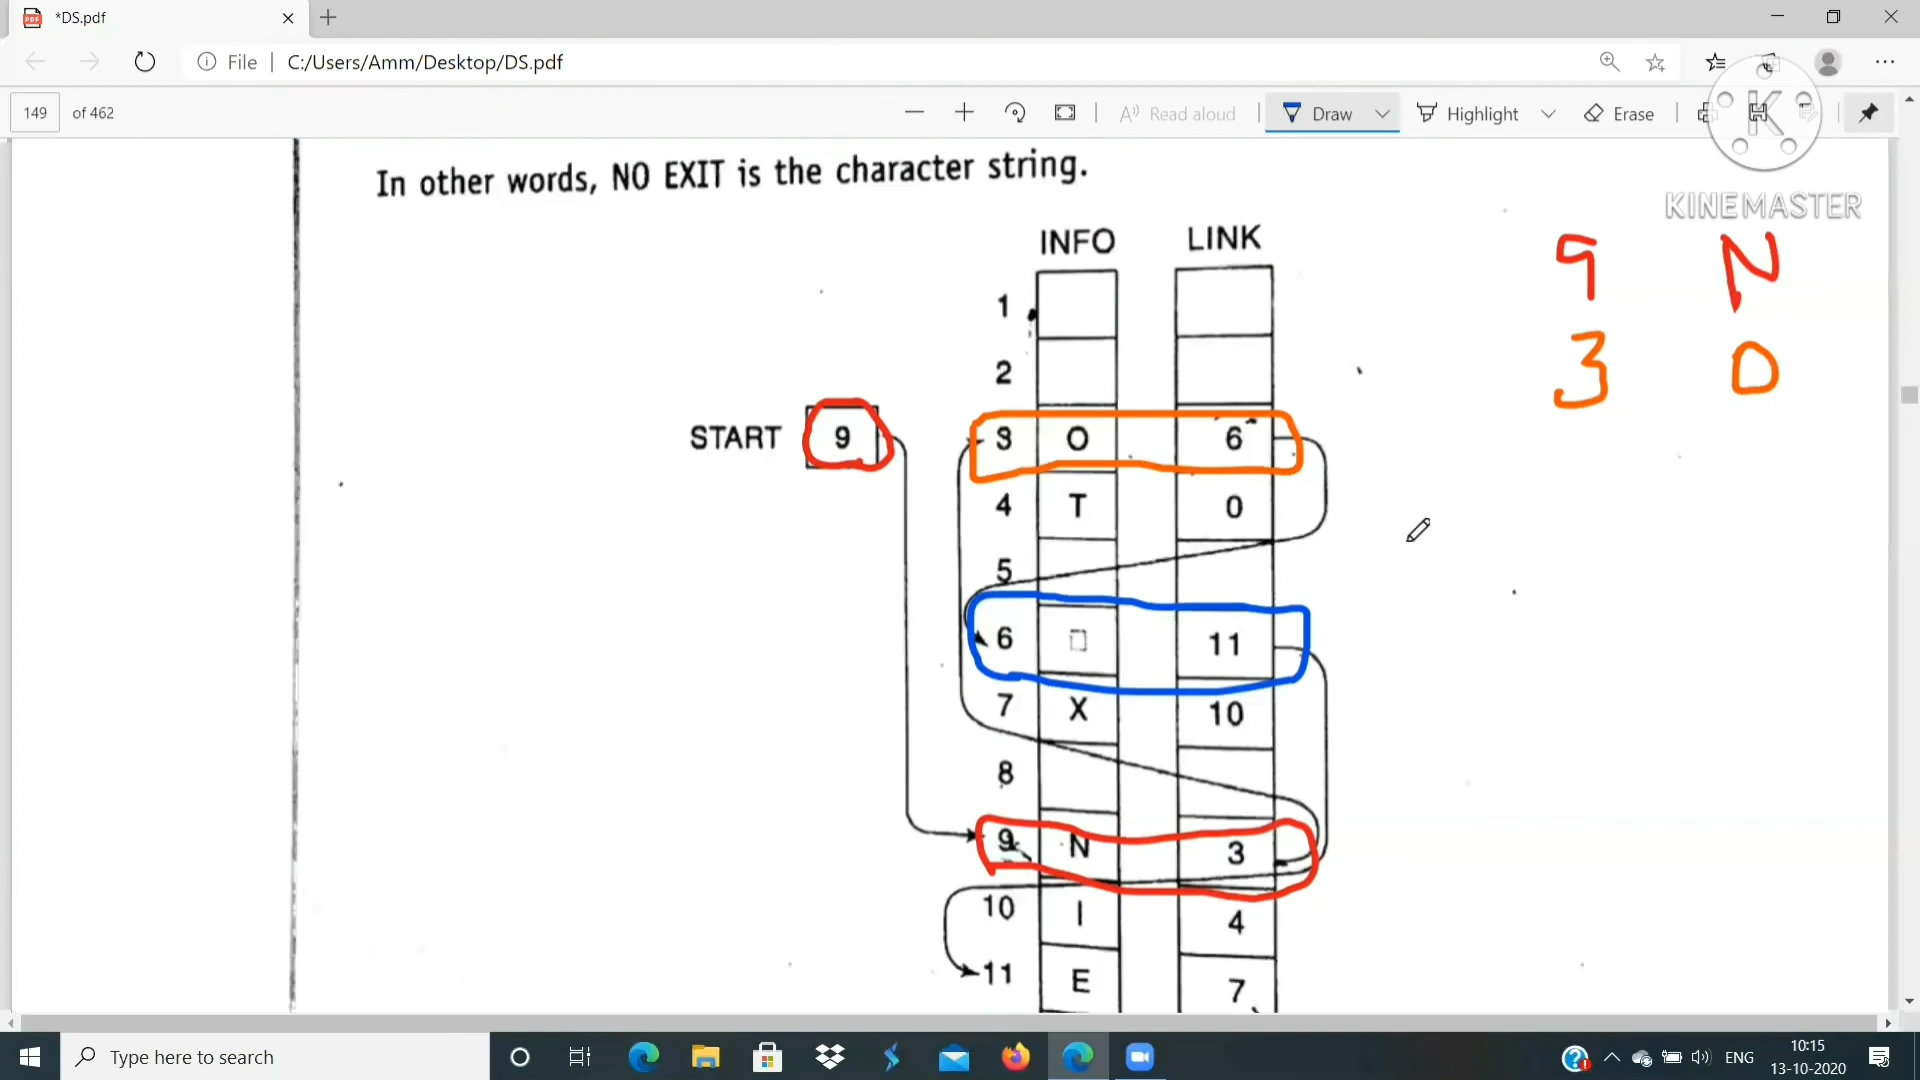 *DS.pdf
File | C:/Users/Amm/Desktop/DS.pdf
149 of 462
Read aloud Draw Highlight Erase
K
KINEMASTER
In other words, NO EXIT is the character string.
INFO LINK
9 N
3 O
1
2
START 9
3 O 6
4 T 0
5
6 □ 11
7 X 10
8
9 N 3
10 I 4
11 E 7
Type here to search
ENG
10:15
13-10-2020